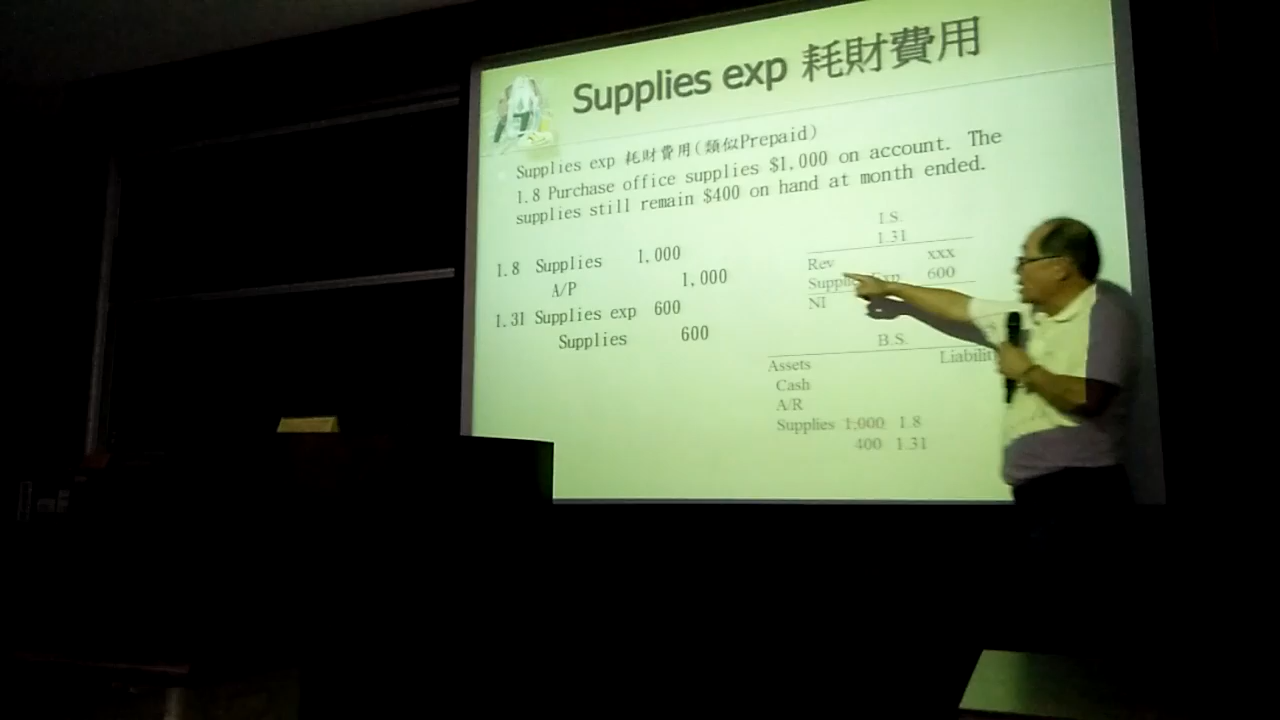 Supplies exp 耗財費用
Supplies exp 耗財費用(類似Prepaid)
1.8 Purchase office supplies $1,000 on account. The
supplies still remain $400 on hand at month ended.
1.8 Supplies 1,000
A/P 1,000
1.31 Supplies exp 600
Supplies 600
I.S.
1.31
Rev xxx
Exp 600
NI
B.S.
Assets
Cash
A/R
Supplies 1,000 1.8
400 1.31